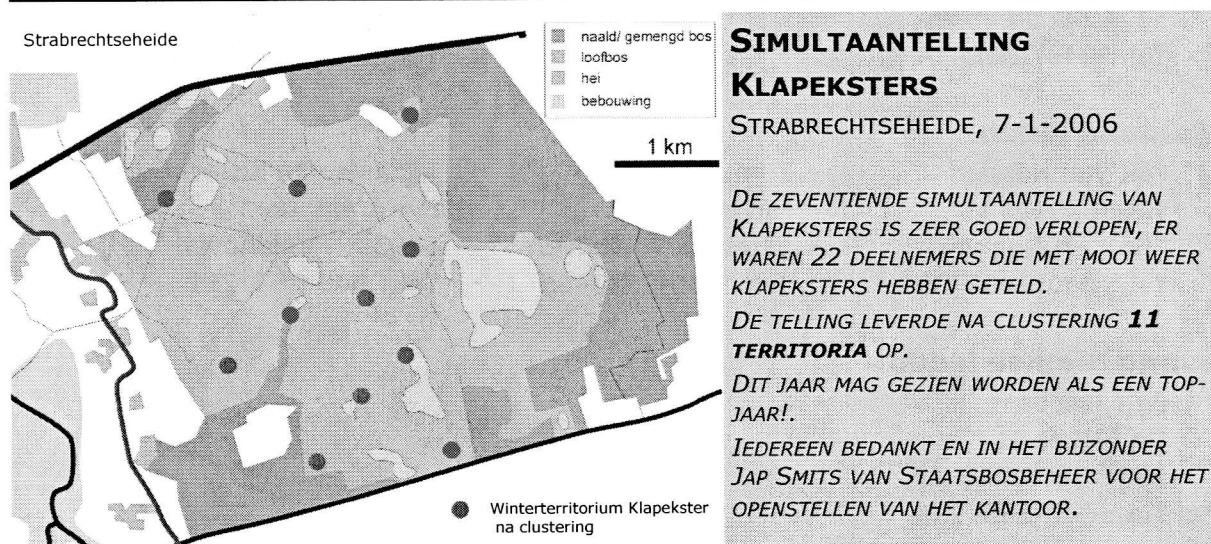 Strabrechtseheide
naald/ gemengd bos
loofbos
hei
bebouwing
1 km
Winterterritorium Klapekster
na clustering
SIMULTAANTELLING
KLAPEKSTERS
STRABRECHTSEHEIDE, 7-1-2006
DE ZEVENTIENDE SIMULTAANTELLING VAN
KLAPEKSTERS IS ZEER GOED VERLOPEN, ER
WAREN 22 DEELNEMERS DIE MET MOOI WEER
KLAPEKSTERS HEBBEN GETELD.
DE TELLING LEVERDE NA CLUSTERING 11
TERRITORIA OP.
DIT JAAR MAG GEZIEN WORDEN ALS EEN TOP-
JAAR!.
IEDEREEN BEDANKT EN IN HET BIJZONDER
JAP SMITS VAN STAATSBOSBEHEER VOOR HET
OPENSTELLEN VAN HET KANTOOR.